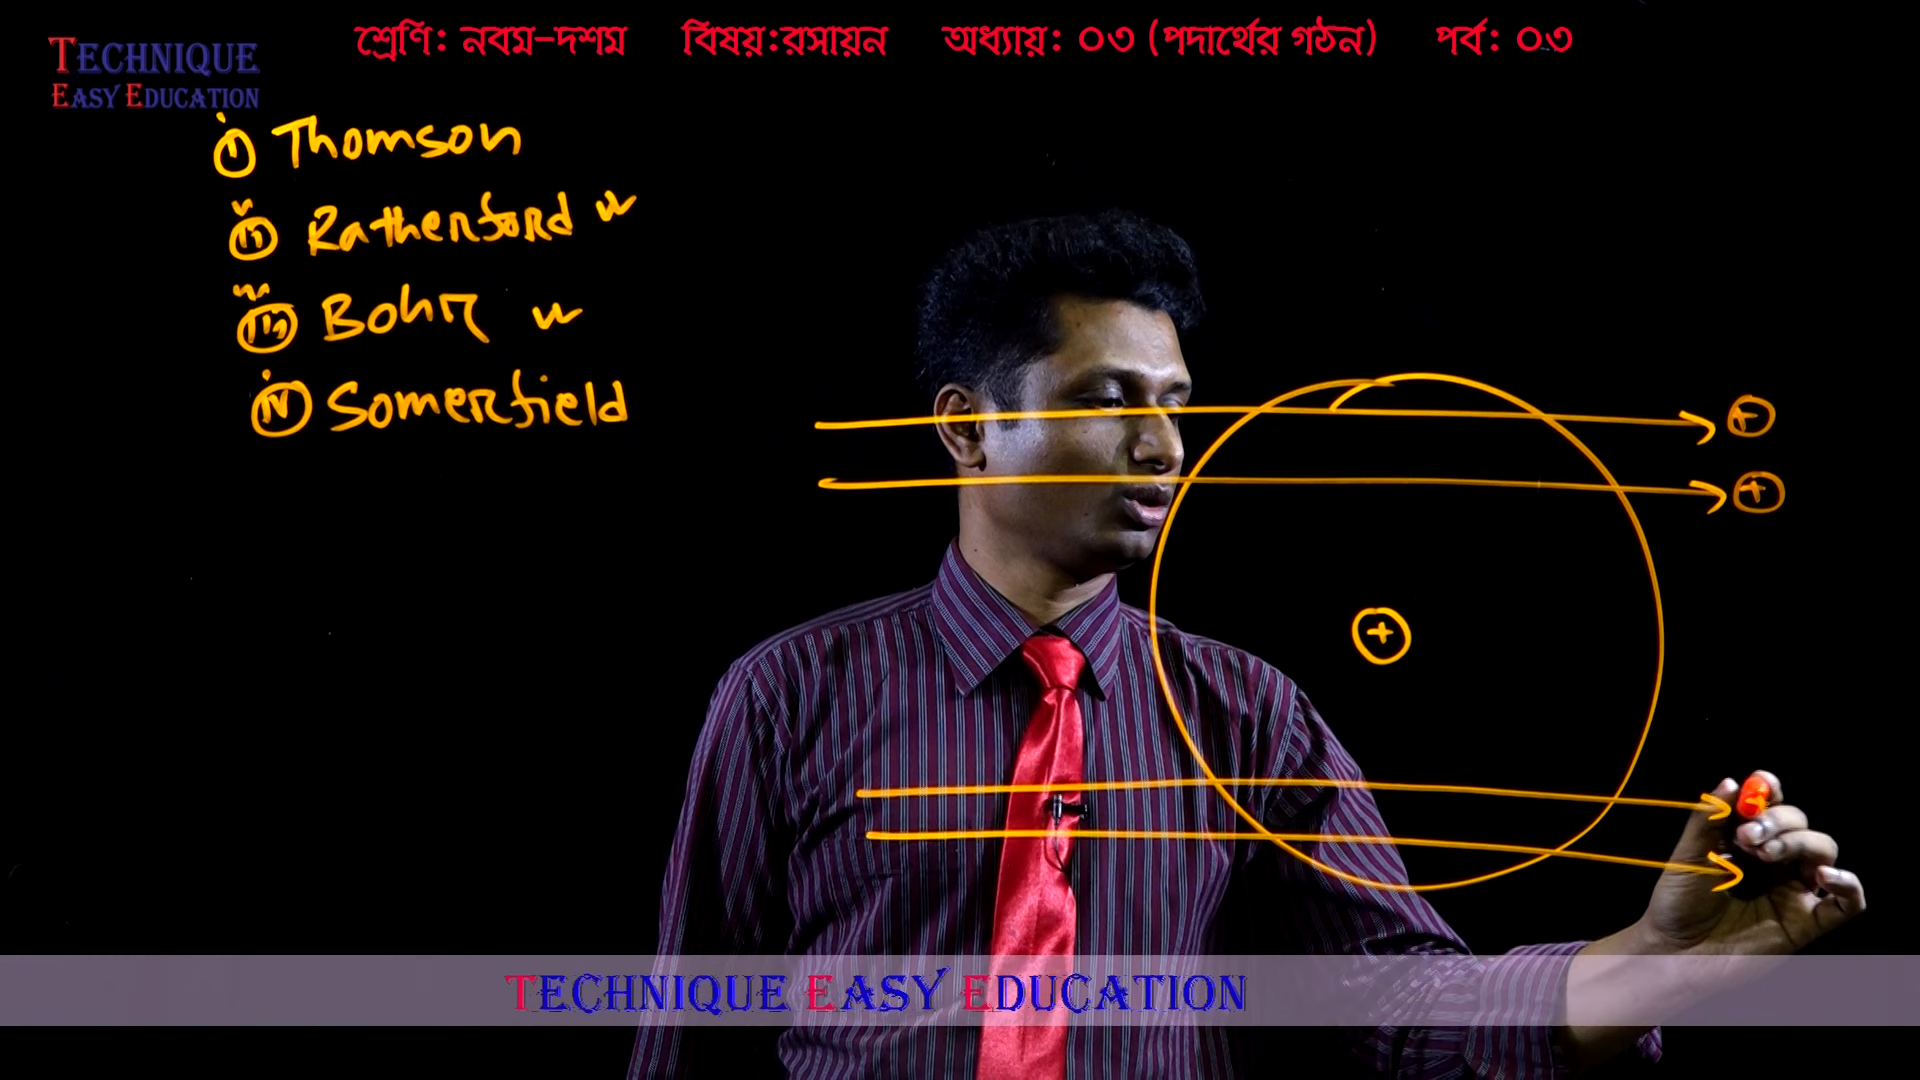 শ্রেণি: নবম-দশম বিষয়:রসায়ন অধ্যায়: ০৩ (পদার্থের গঠন) পর্ব: ০৩
TECHNIQUE
EASY EDUCATION
i Thomson
ii Ratherford
iii Bohr
iv Somerfield
+
+
+
TECHNIQUE EASY EDUCATION